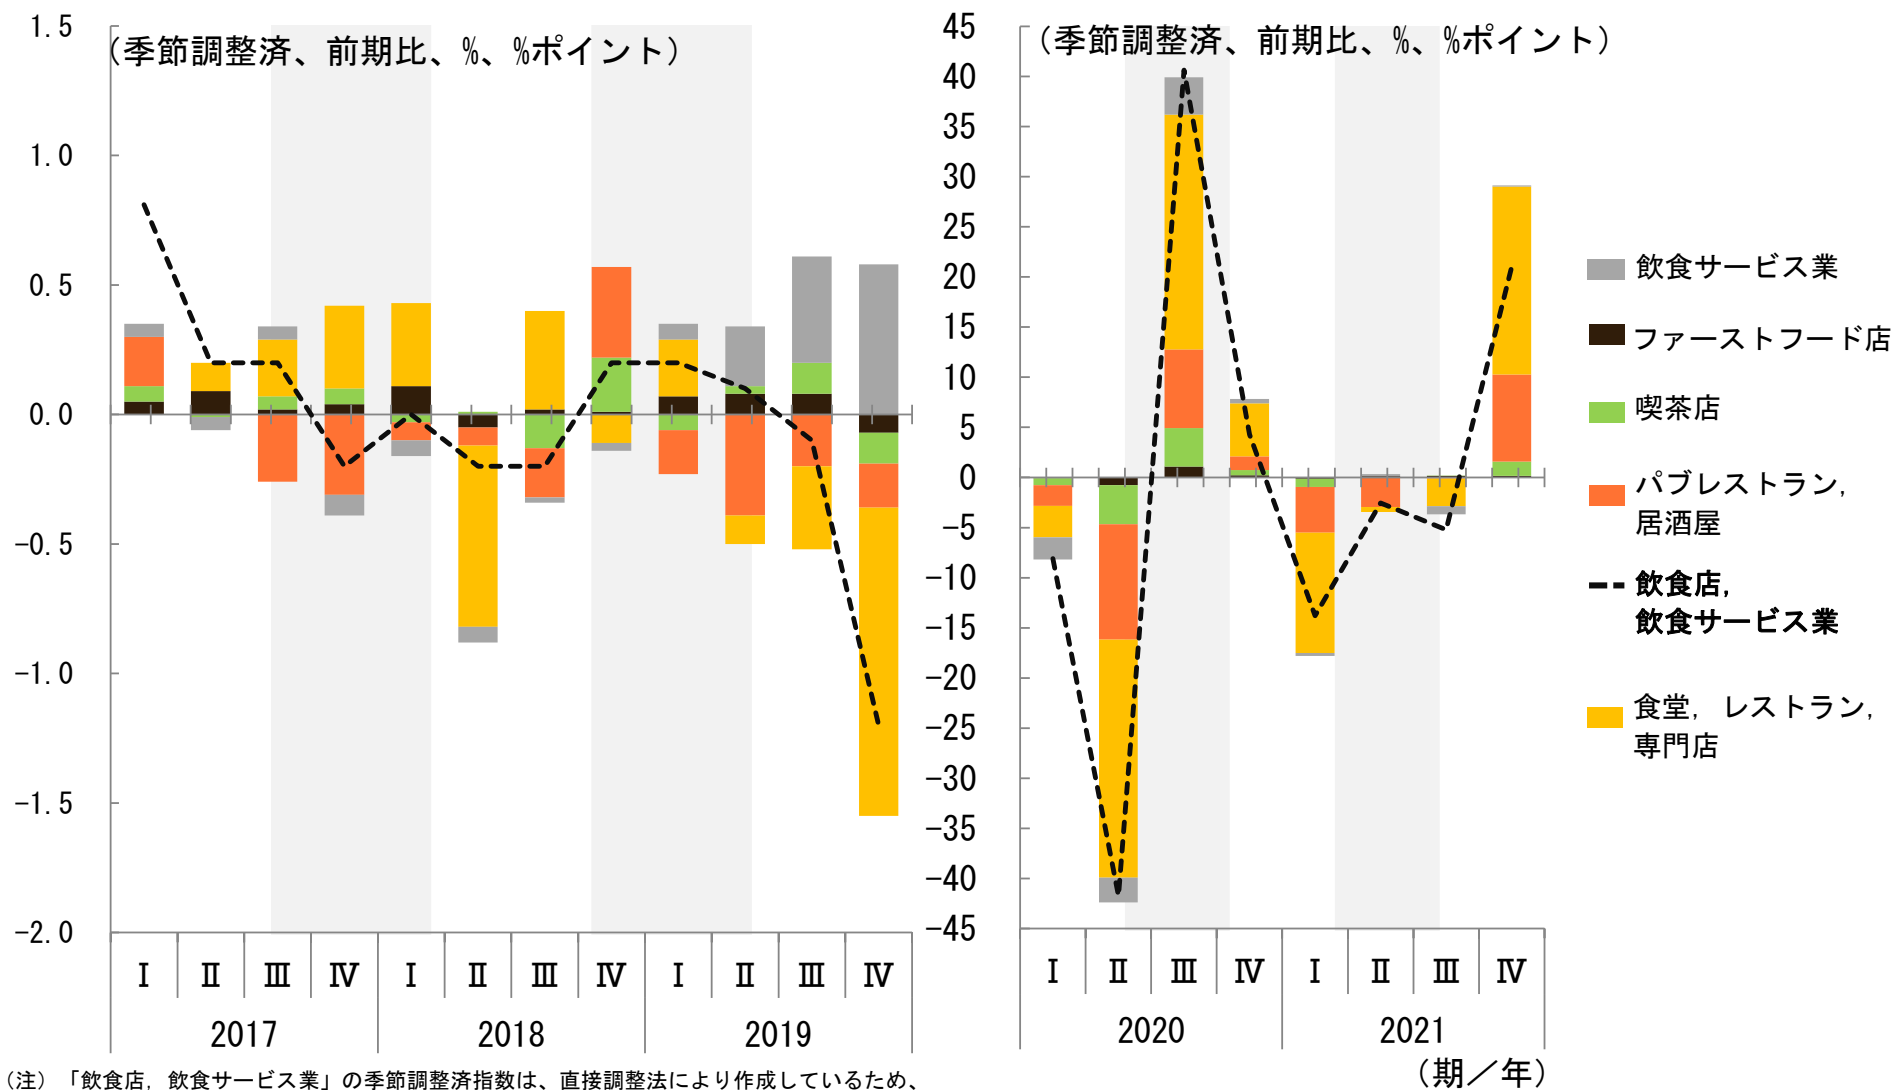 (季節調整済、前期比、%、%ポイント)
1.5
1.0
0.5
0.0
-0.5
-1.0
-1.5
-2.0
Ⅰ Ⅱ Ⅲ Ⅳ Ⅰ Ⅱ Ⅲ Ⅳ Ⅰ Ⅱ Ⅲ Ⅳ
2017 2018 2019
(季節調整済、前期比、%、%ポイント)
45
40
35
30
25
20
15
10
5
0
-5
-10
-15
-20
-25
-30
-35
-40
-45
Ⅰ Ⅱ Ⅲ Ⅳ Ⅰ Ⅱ Ⅲ Ⅳ
2020 2021
(期／年)
飲食サービス業
ファーストフード店
喫茶店
パブレストラン,
居酒屋
飲食店,
飲食サービス業
食堂, レストラン,
専門店
(注) 「飲食店, 飲食サービス業」の季節調整済指数は、直接調整法により作成しているため、